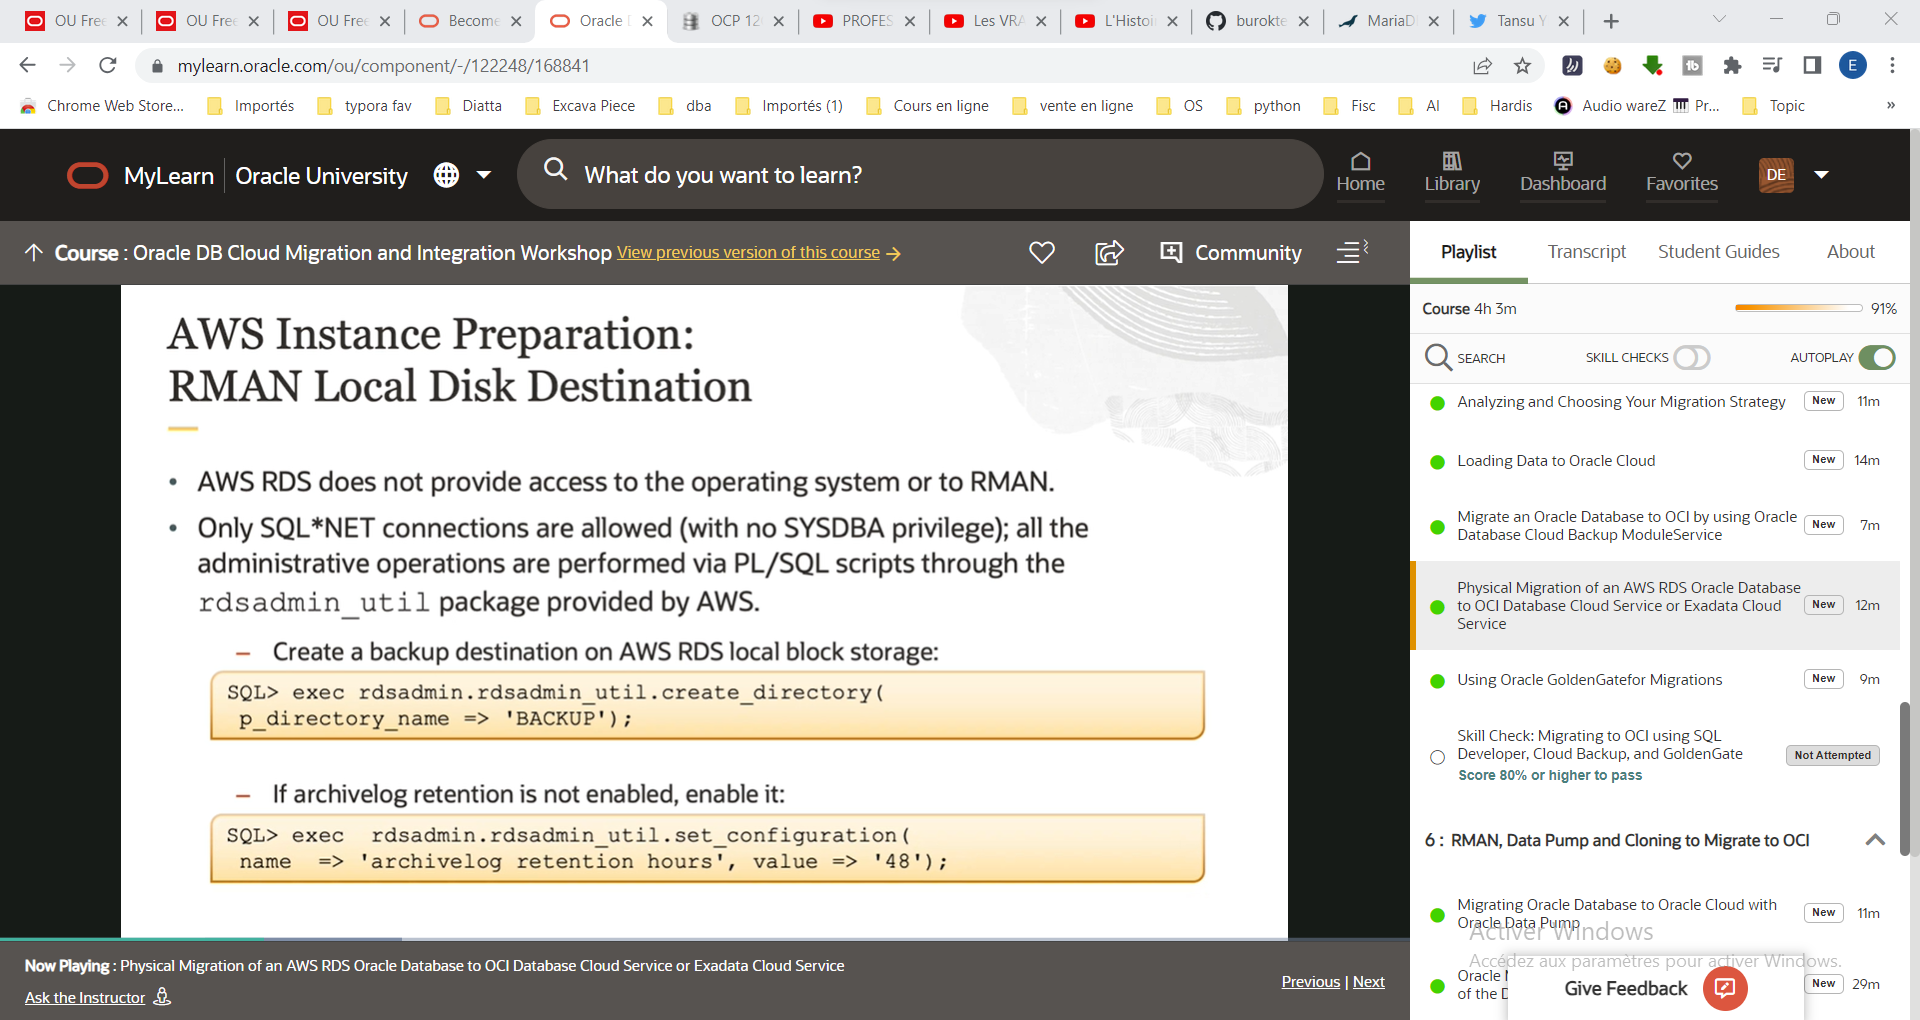 OU Free
OU Free
OU Free
Become
Oracle
OCP 12
PROFES
Les VRA
L'Histoi
burokte
MariaD
Tansu Y
mylearn.oracle.com/ou/component/-/122248/168841
E
Chrome Web Store...
Importés
typora fav
Diatta
Excava Piece
dba
Importés (1)
Cours en ligne
vente en ligne
OS
python
Fisc
AI
Hardis
Audio wareZ
Pr...
Topic
»
MyLearn
Oracle University
What do you want to learn?
Home
Library
Dashboard
Favorites
DE
Course : Oracle DB Cloud Migration and Integration Workshop View previous version of this course
Community
Playlist
Transcript
Student Guides
About
Course 4h 3m
91%
SEARCH
SKILL CHECKS
AUTOPLAY
AWS Instance Preparation:
RMAN Local Disk Destination
• AWS RDS does not provide access to the operating system or to RMAN.
• Only SQL*NET connections are allowed (with no SYSDBA privilege); all the
administrative operations are performed via PL/SQL scripts through the
rdsadmin_util package provided by AWS.
– Create a backup destination on AWS RDS local block storage:
SQL> exec rdsadmin.rdsadmin_util.create_directory(
p_directory_name => 'BACKUP');
– If archivelog retention is not enabled, enable it:
SQL> exec rdsadmin.rdsadmin_util.set_configuration(
name => 'archivelog retention hours', value => '48');
Analyzing and Choosing Your Migration Strategy
New
11m
Loading Data to Oracle Cloud
New
14m
Migrate an Oracle Database to OCI by using Oracle
Database Cloud Backup ModuleService
New
7m
Physical Migration of an AWS RDS Oracle Database
to OCI Database Cloud Service or Exadata Cloud
Service
New
12m
Using Oracle GoldenGatefor Migrations
New
9m
Skill Check: Migrating to OCI using SQL
Developer, Cloud Backup, and GoldenGate
Score 80% or higher to pass
Not Attempted
6 : RMAN, Data Pump and Cloning to Migrate to OCI
Migrating Oracle Database to Oracle Cloud with
Oracle Data Pump
New
11m
Activer Windows
Accédez aux paramètres pour activer Windows.
Oracle
of the
New
29m
Give Feedback
Now Playing : Physical Migration of an AWS RDS Oracle Database to OCI Database Cloud Service or Exadata Cloud Service
Ask the Instructor
Previous | Next